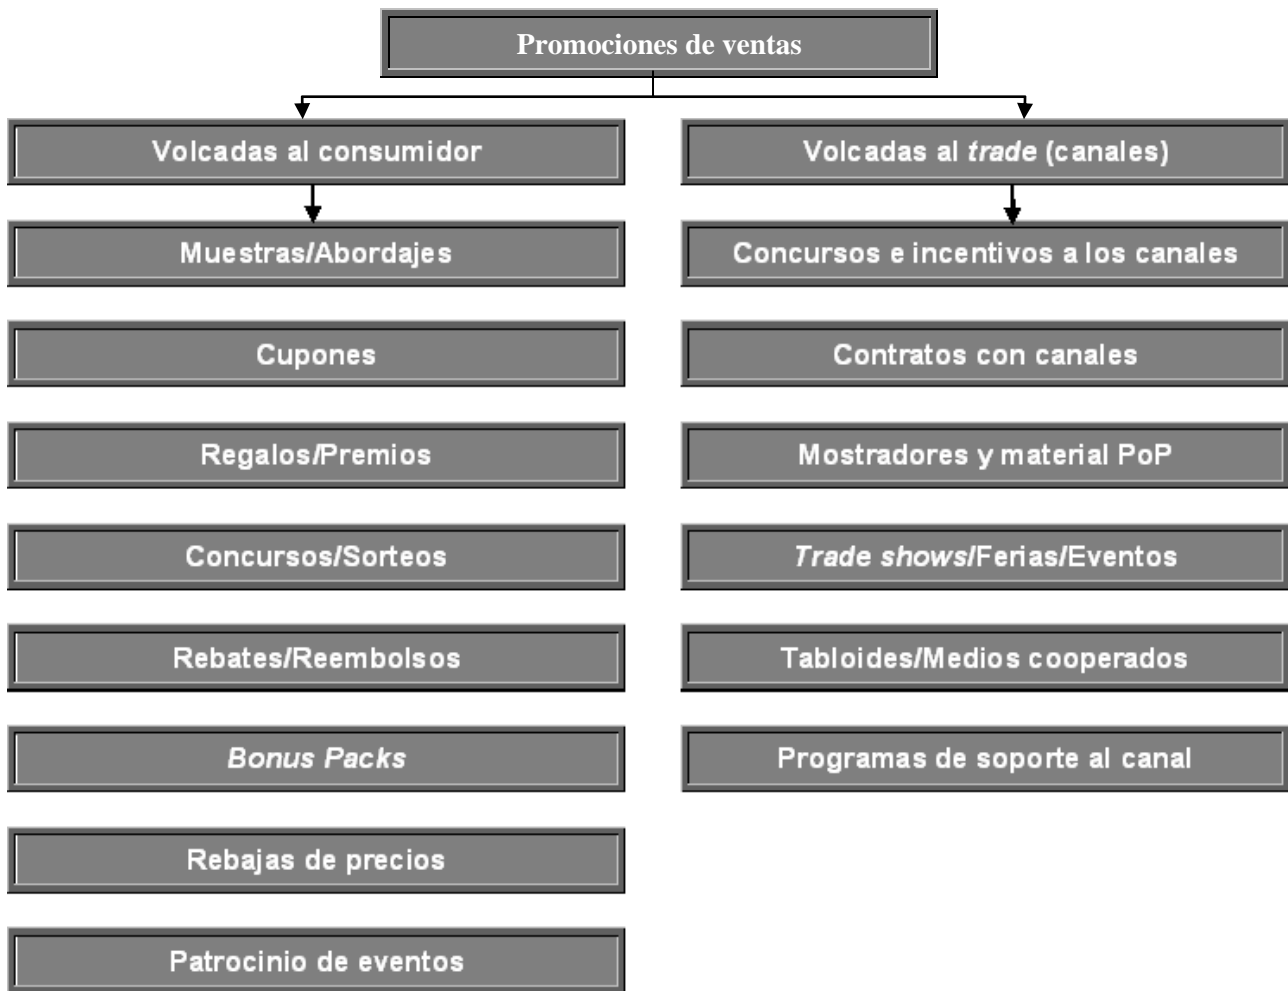 Promociones de ventas
Volcadas al consumidor
Muestras/Abordajes
Cupones
Regalos/Premios
Concursos/Sorteos
Rebates/Reembolsos
Bonus Packs
Rebajas de precios
Patrocinio de eventos
Volcadas al trade (canales)
Concursos e incentivos a los canales
Contratos con canales
Mostradores y material PoP
Trade shows/Ferias/Eventos
Tabloides/Medios cooperados
Programas de soporte al canal